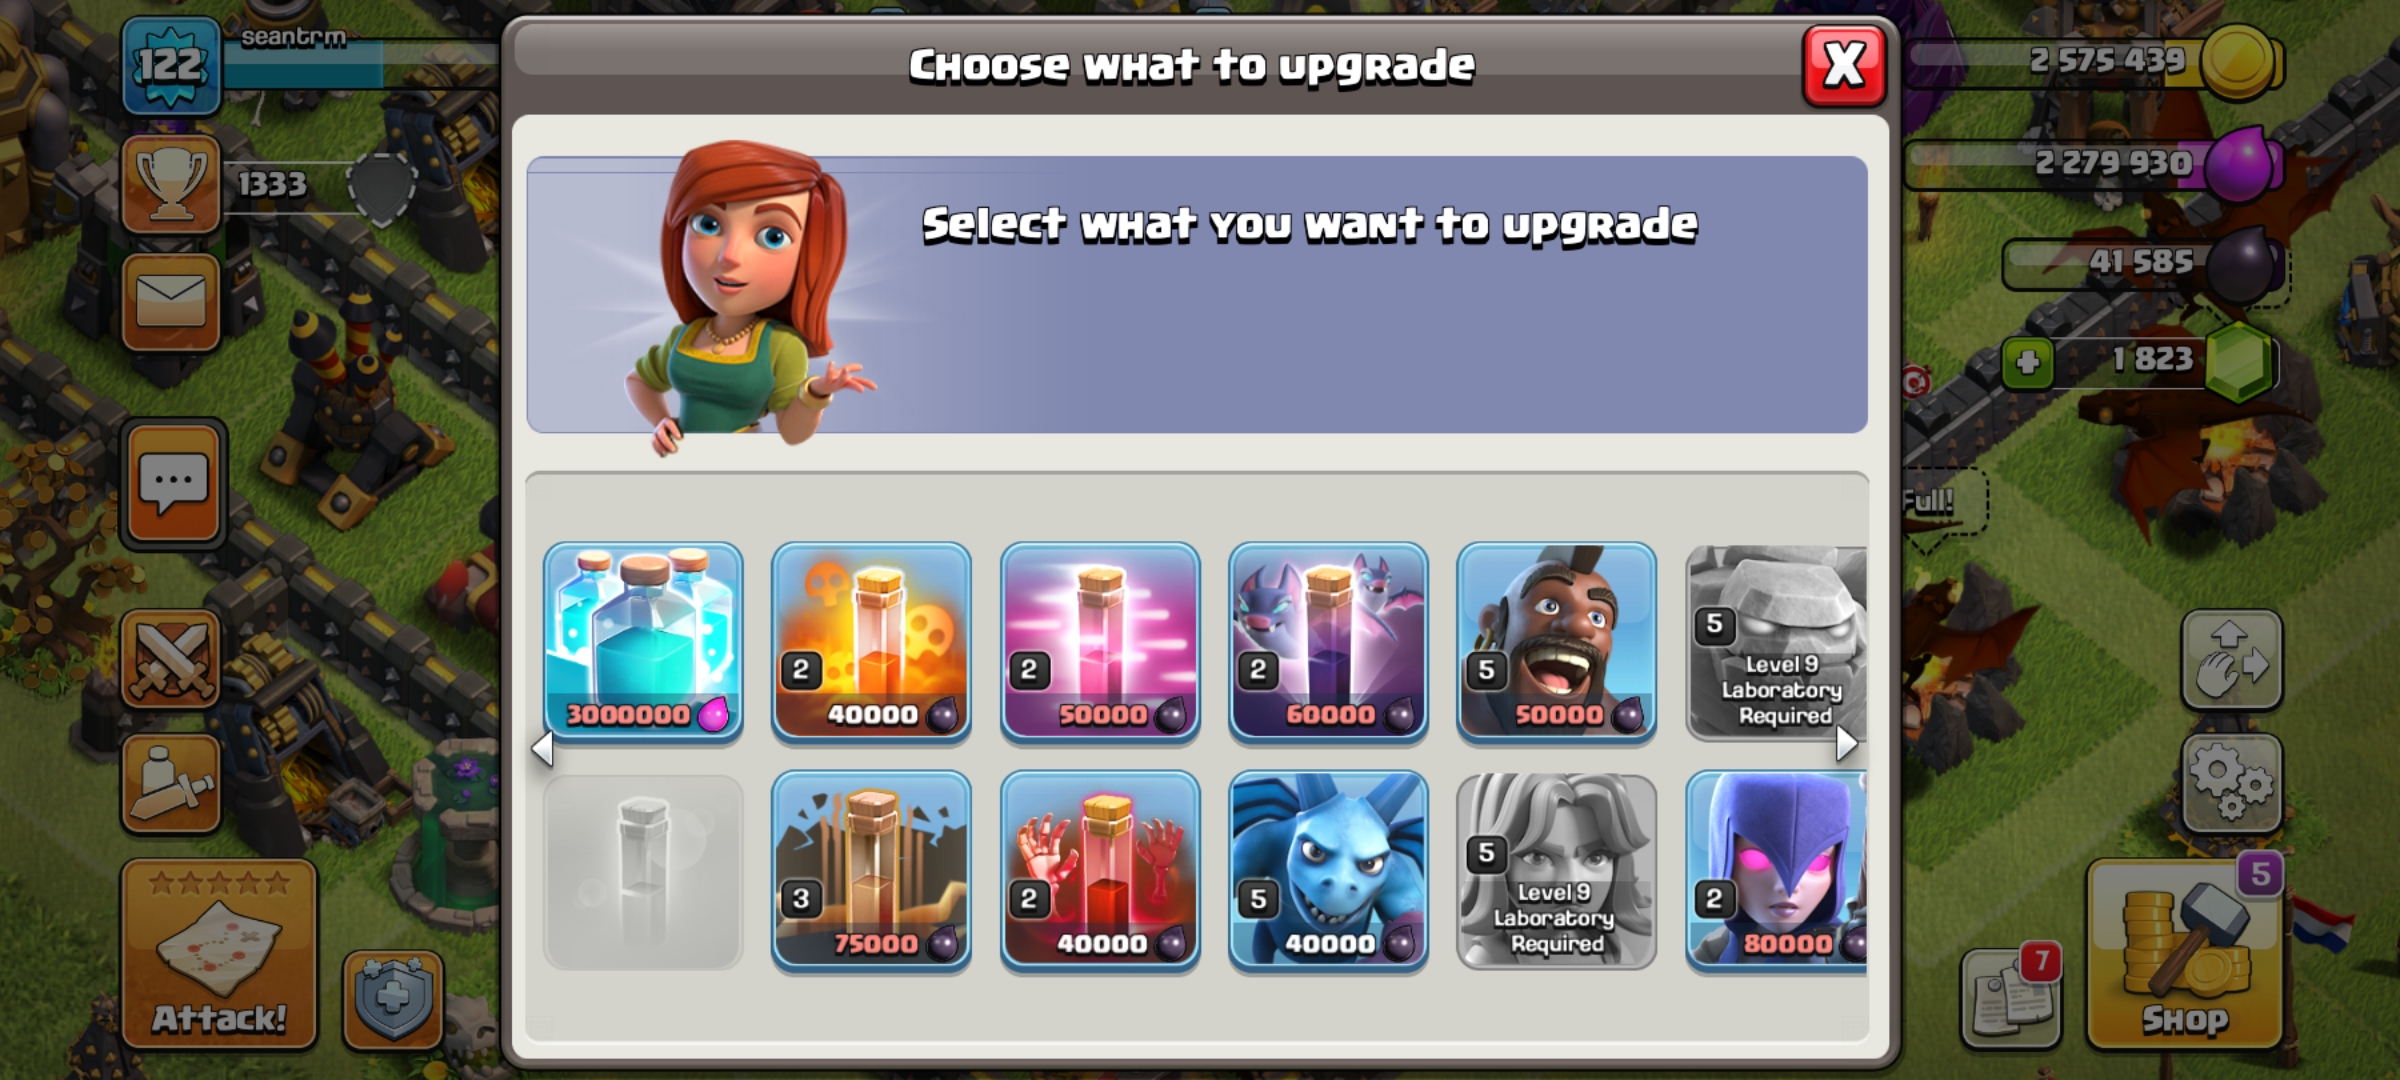 122
seantrm
1333
Attack!
Choose what to upgrade
X
Select what you want to upgrade
3000000
2
40000
2
50000
2
60000
5
50000
5
Level 9
Laboratory
Required
3
75000
2
40000
5
40000
5
Level 9
Laboratory
Required
2
80000
2 575 439
2 279 930
41 585
1 823
Full!
7
5
Shop